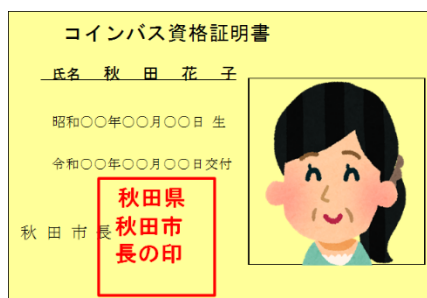 コインバス資格証明書
氏名 秋田花子
昭和○○年○○月○○日 生
令和○○年○○月○○日交付
秋田市長
秋田県
秋田市
長の印